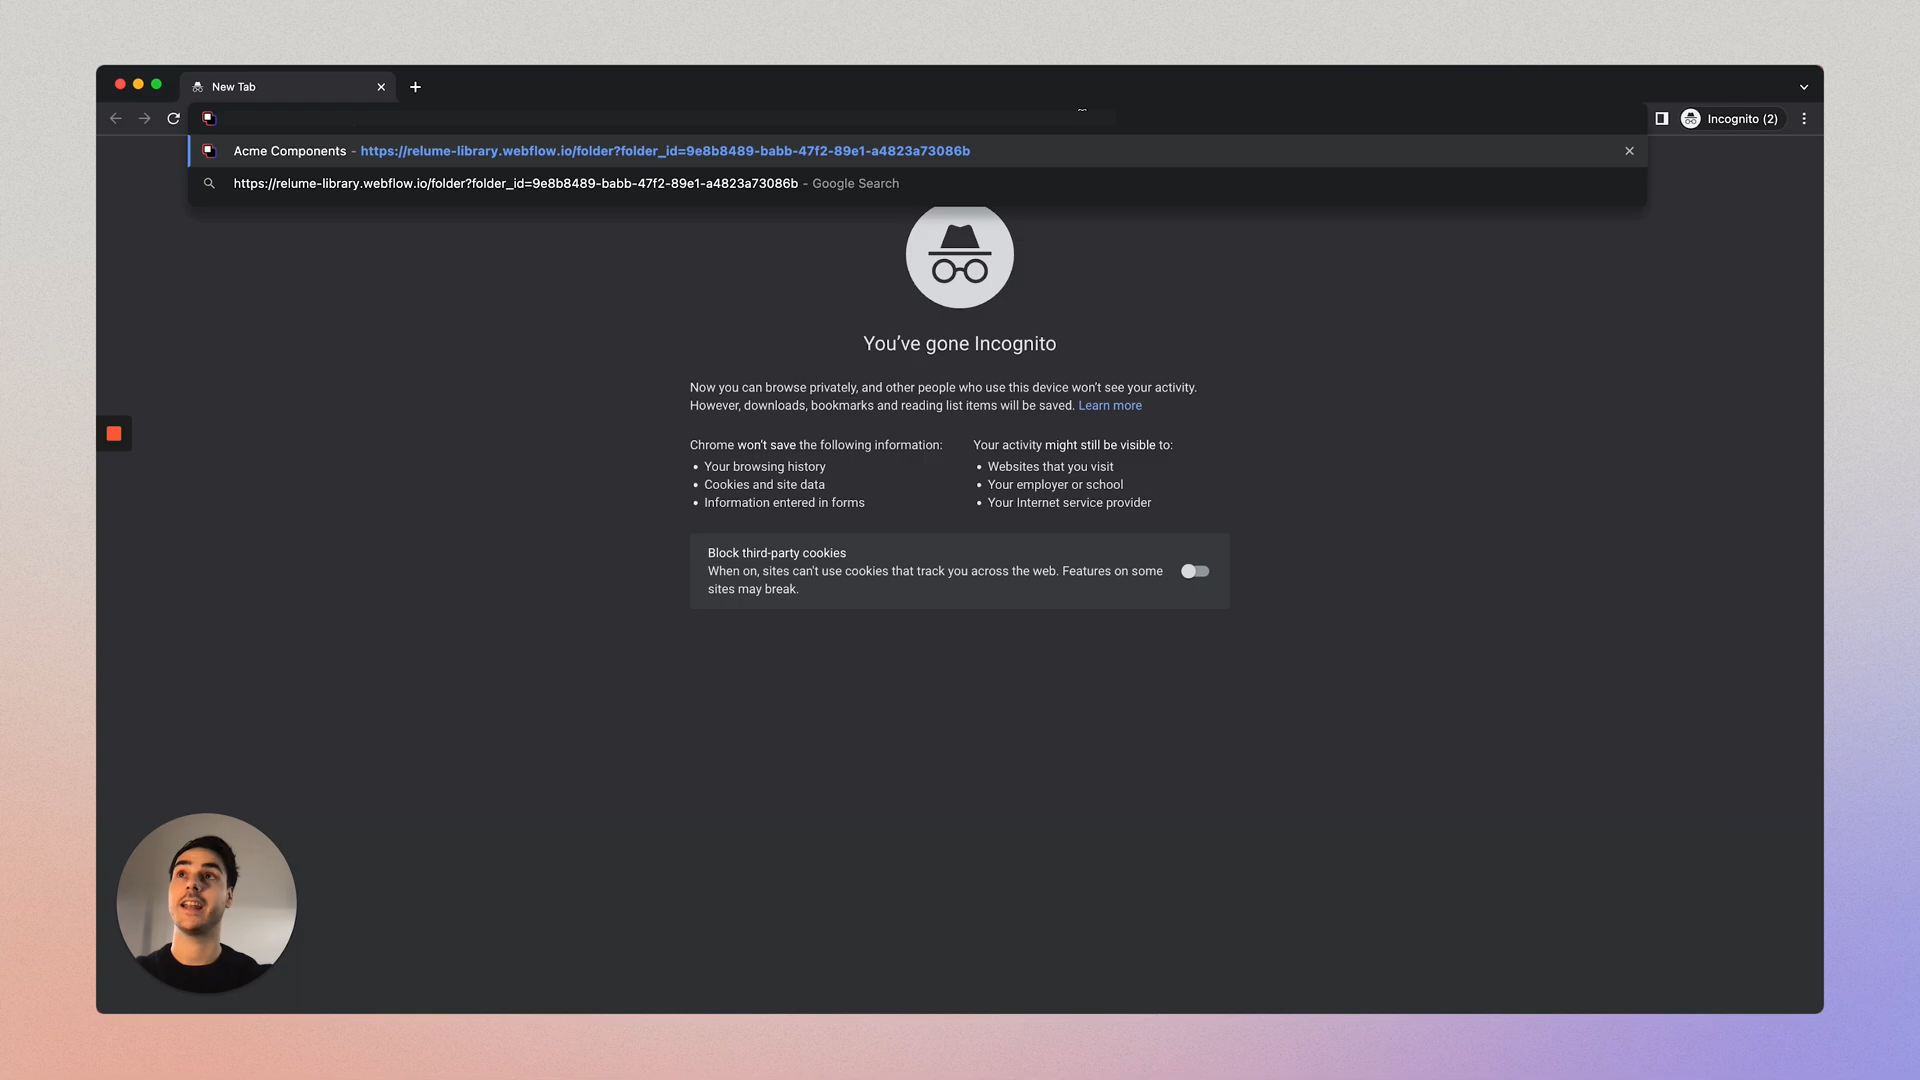 New Tab
Incognito (2)
Acme Components - https://relume-library.webflow.io/folder?folder_id=9e8b8489-babb-47f2-89e1-a4823a73086b
https://relume-library.webflow.io/folder?folder_id=9e8b8489-babb-47f2-89e1-a4823a73086b - Google Search
You've gone Incognito
Now you can browse privately, and other people who use this device won't see your activity.
However, downloads, bookmarks and reading list items will be saved. Learn more
Chrome won't save the following information:
• Your browsing history
• Cookies and site data
• Information entered in forms
Your activity might still be visible to:
• Websites that you visit
• Your employer or school
• Your Internet service provider
Block third-party cookies
When on, sites can't use cookies that track you across the web. Features on some
sites may break.